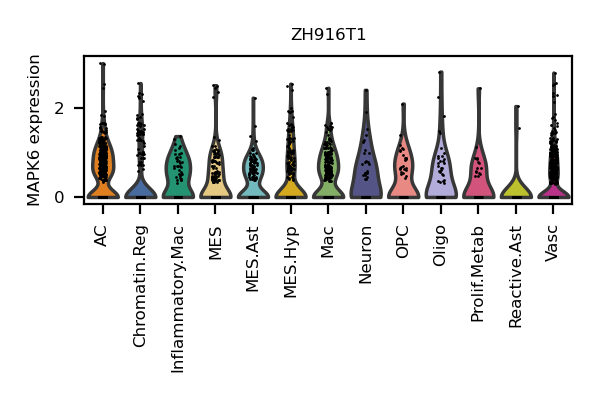 ZH916T1
MAPK6 expression
2
0
AC
Chromatin.Reg
Inflammatory.Mac
MES
MES.Ast
MES.Hyp
Mac
Neuron
OPC
Oligo
Prolif.Metab
Reactive.Ast
Vasc